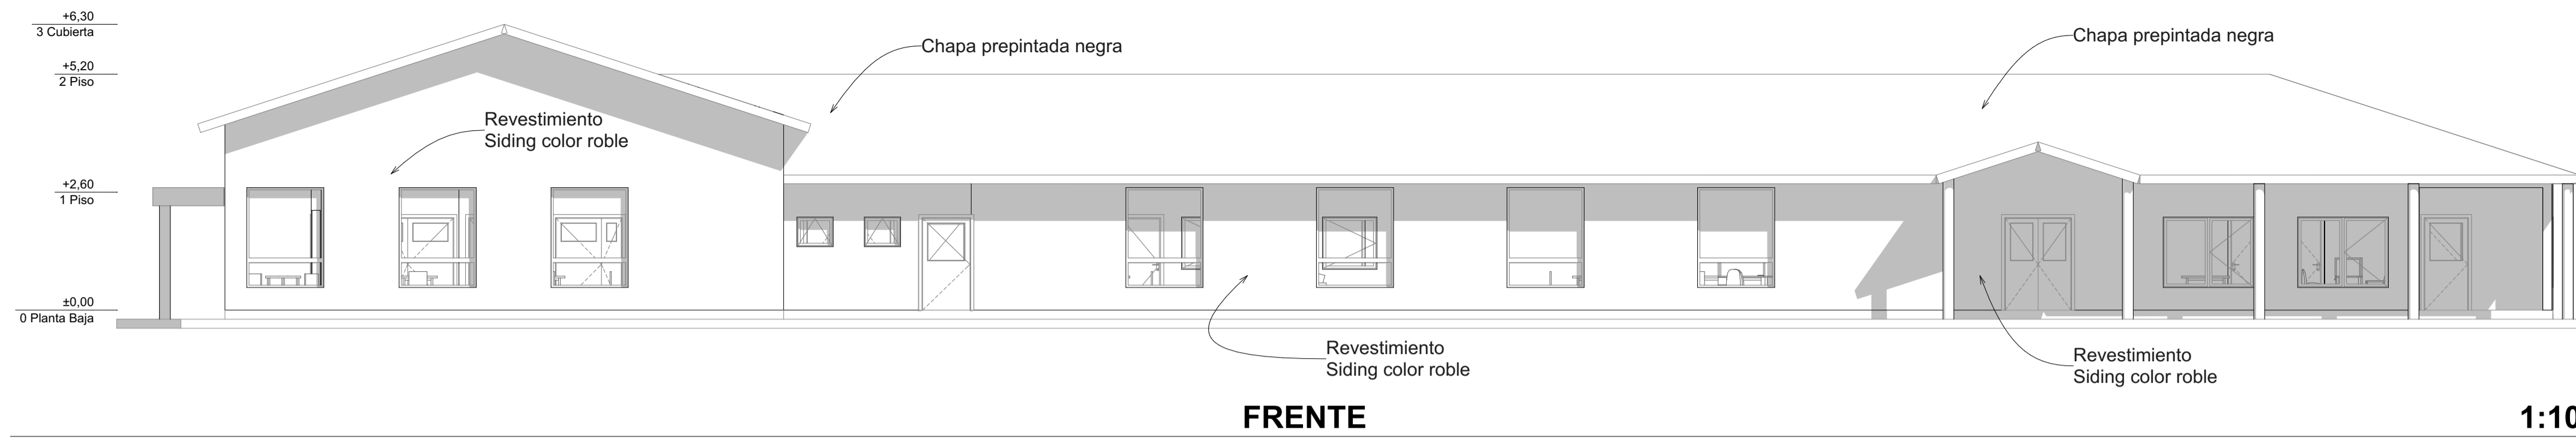 +6,30
3 Cubierta
+5,20
2 Piso
+2,60
1 Piso
±0,00
0 Planta Baja
Chapa prepintada negra
Chapa prepintada negra
Revestimiento
Siding color roble
Revestimiento
Siding color roble
Revestimiento
Siding color roble
FRENTE
1:10